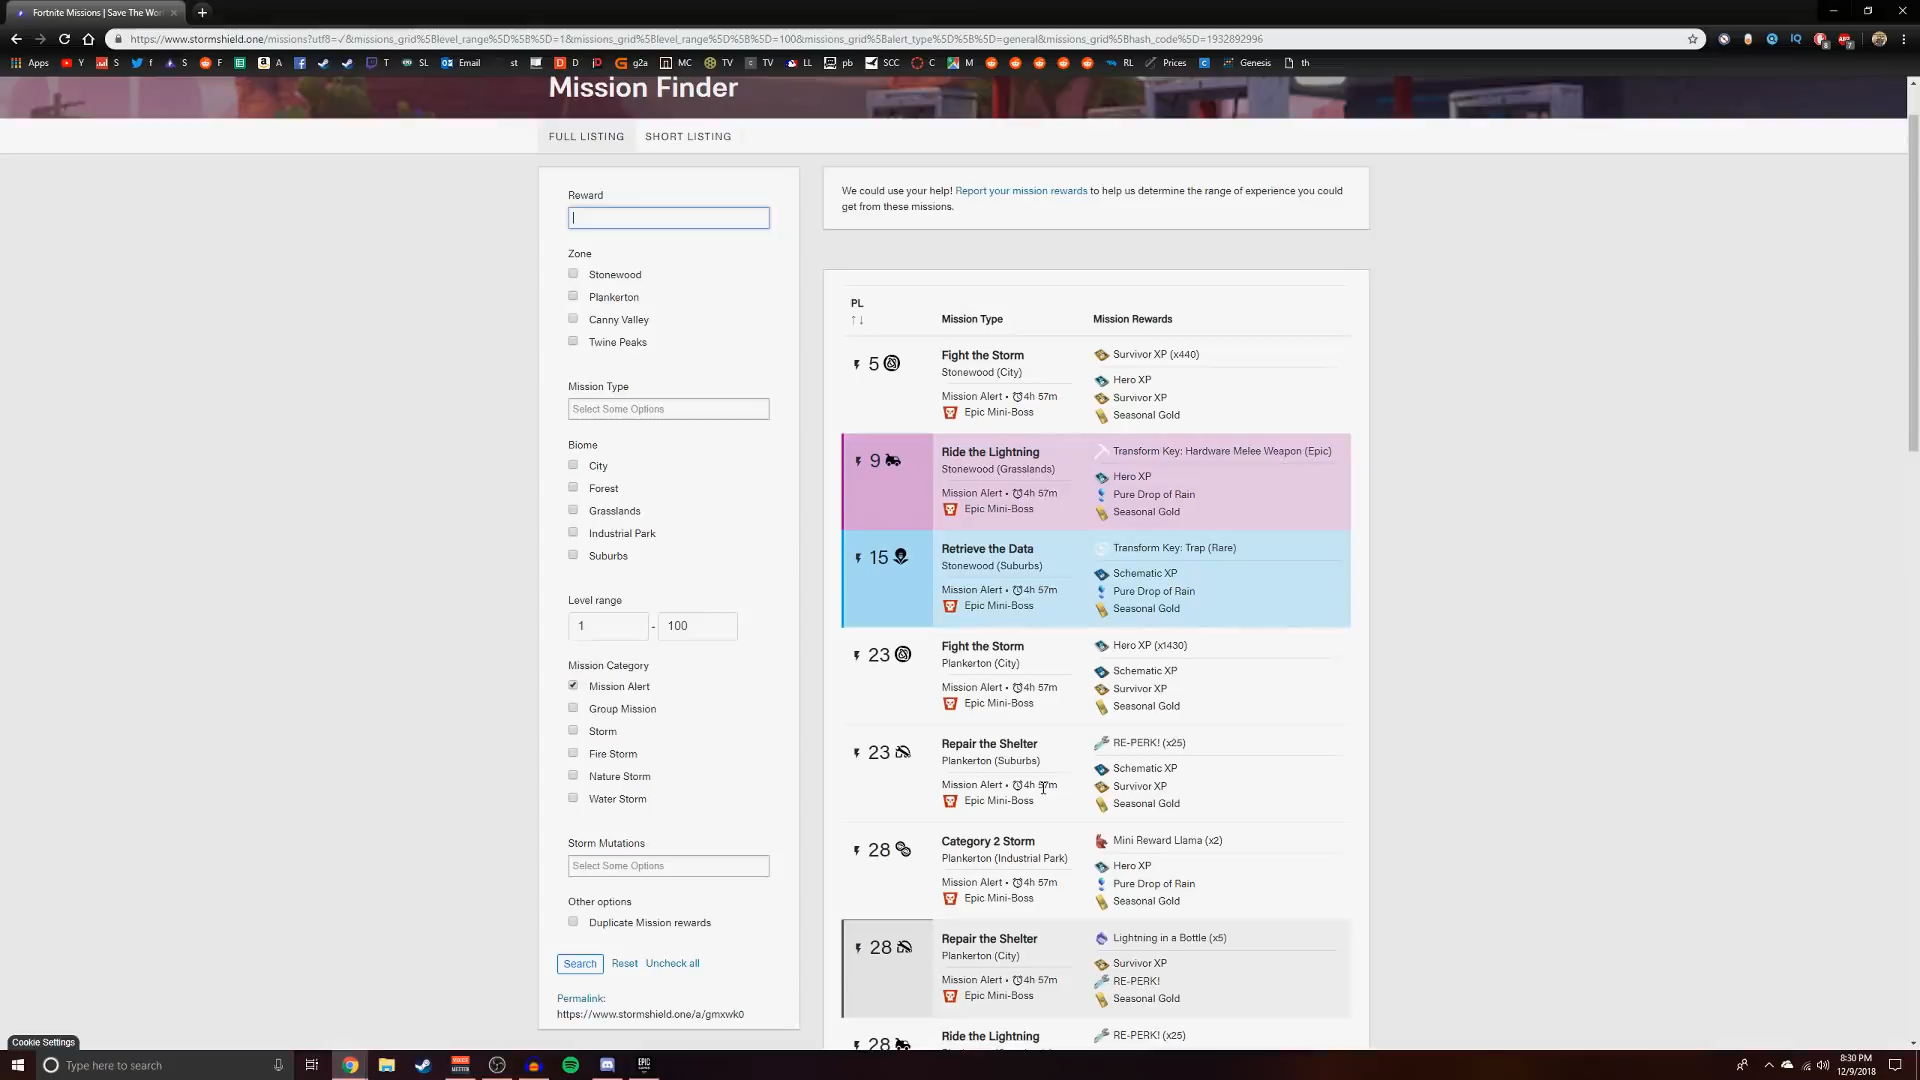 Fortnite Missions | Save The Wor
https://www.stormshield.one/missions?utf8=✓&missions_grid%5Blevel_range%5D%5B%5D=1&missions_grid%5Blevel_range%5D%5B%5D=100&missions_grid%5Balert_type%5D%5B%5D=general&missions_grid%5Bhash_code%5D=1932892996
Apps Y S f S F A S T SL Email st D D g2a MC TV TV LL pb SCC C M RL Prices Genesis th
Mission Finder
FULL LISTING SHORT LISTING
Reward
Zone
Stonewood
Plankerton
Canny Valley
Twine Peaks
Mission Type
Select Some Options
Biome
City
Forest
Grasslands
Industrial Park
Suburbs
Level range
1 - 100
Mission Category
Mission Alert
Group Mission
Storm
Fire Storm
Nature Storm
Water Storm
Storm Mutations
Select Some Options
Other options
Duplicate Mission rewards
Search Reset Uncheck all
Permalink:
https://www.stormshield.one/a/gmxwk0
We could use your help! Report your mission rewards to help us determine the range of experience you could
get from these missions.
PL
↑↓ Mission Type Mission Rewards
5 Fight the Storm
Stonewood (City)
Mission Alert • 4h 57m
Epic Mini-Boss
Survivor XP (x440)
Hero XP
Survivor XP
Seasonal Gold
9 Ride the Lightning
Stonewood (Grasslands)
Mission Alert • 4h 57m
Epic Mini-Boss
Transform Key: Hardware Melee Weapon (Epic)
Hero XP
Pure Drop of Rain
Seasonal Gold
15 Retrieve the Data
Stonewood (Suburbs)
Mission Alert • 4h 57m
Epic Mini-Boss
Transform Key: Trap (Rare)
Schematic XP
Pure Drop of Rain
Seasonal Gold
23 Fight the Storm
Plankerton (City)
Mission Alert • 4h 57m
Epic Mini-Boss
Hero XP (x1430)
Schematic XP
Survivor XP
Seasonal Gold
23 Repair the Shelter
Plankerton (Suburbs)
Mission Alert • 4h 57m
Epic Mini-Boss
RE-PERK! (x25)
Schematic XP
Survivor XP
Seasonal Gold
28 Category 2 Storm
Plankerton (Industrial Park)
Mission Alert • 4h 57m
Epic Mini-Boss
Mini Reward Llama (x2)
Hero XP
Pure Drop of Rain
Seasonal Gold
28 Repair the Shelter
Plankerton (City)
Mission Alert • 4h 57m
Epic Mini-Boss
Lightning in a Bottle (x5)
Survivor XP
RE-PERK!
Seasonal Gold
28 Ride the Lightning
RE-PERK! (x25)
Cookie Settings
Type here to search
8:30 PM
12/9/2018